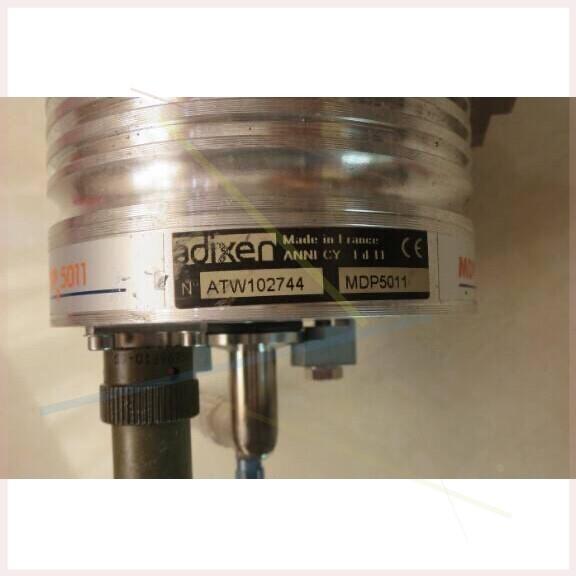 adixen
Made in France
ANNECY
CE
N° ATW102744 MDP5011
5011